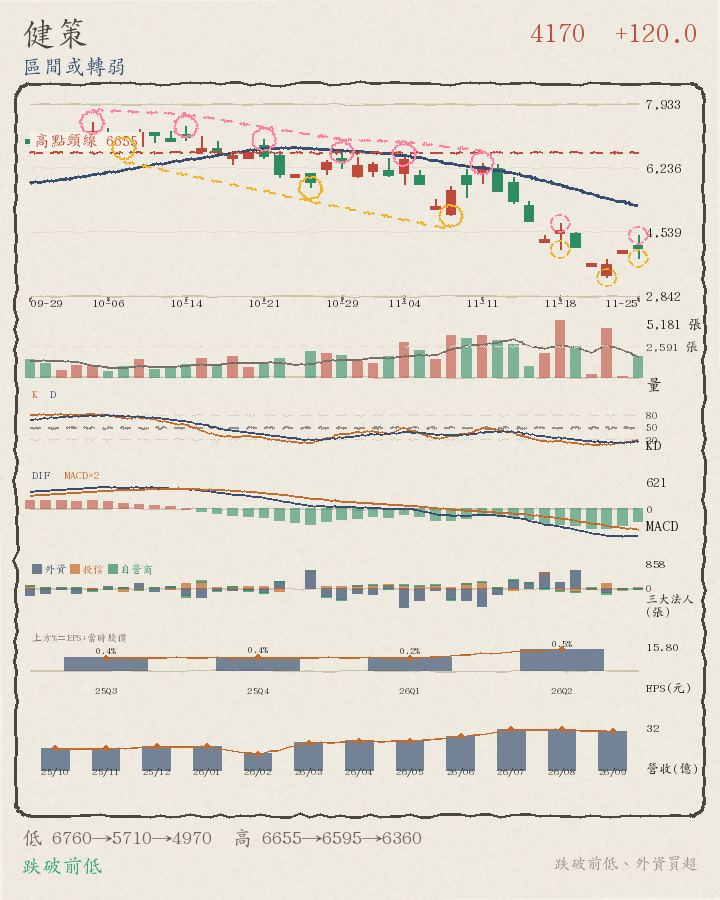 健策
4170 +120.0
區間或轉弱
7,933
高點頸線 6655
6,236
4,539
2,842
09-29 10-06 10-14 10-21 10-29 11-04 11-11 11-18 11-25
5,181 張
2,591 張
量
K D
80
50
20
KD
DIF MACD×2
621
0
MACD
858
外資 投信 自營商
0
三大法人
(張)
上方%=EPS÷當時股價
15.80
0.4% 0.4% 0.2% 0.5%
25Q3 25Q4 26Q1 26Q2
EPS(元)
32
25/10 25/11 25/12 26/01 26/02 26/03 26/04 26/05 26/06 26/07 26/08 26/09
營收(億)
低 6760→5710→4970 高 6655→6595→6360
跌破前低
跌破前低、外資買超